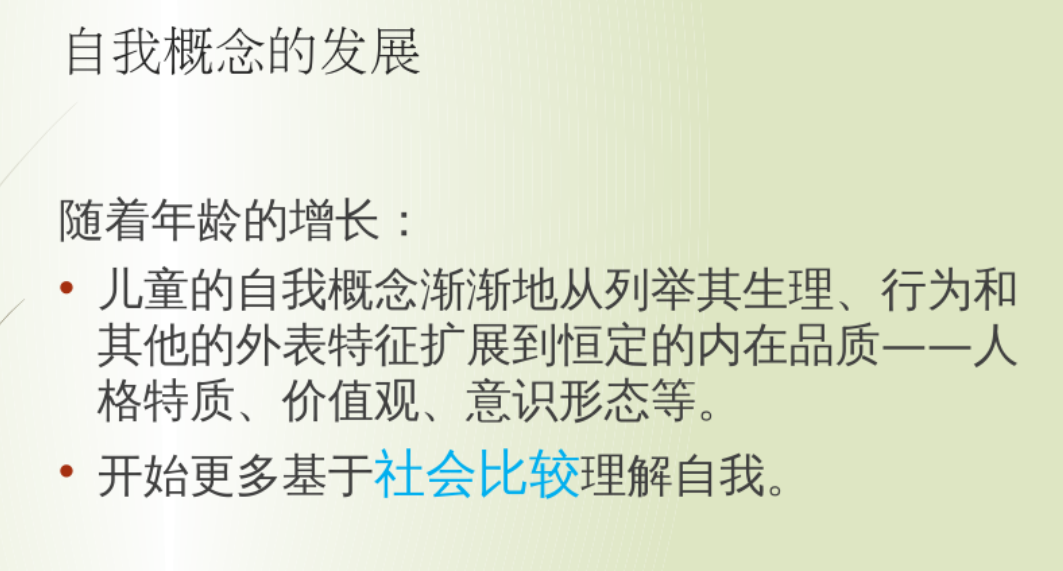 自我概念的发展
随着年龄的增长：
• 儿童的自我概念渐渐地从列举其生理、行为和
其他的外表特征扩展到恒定的内在品质——人
格特质、价值观、意识形态等。
• 开始更多基于社会比较理解自我。